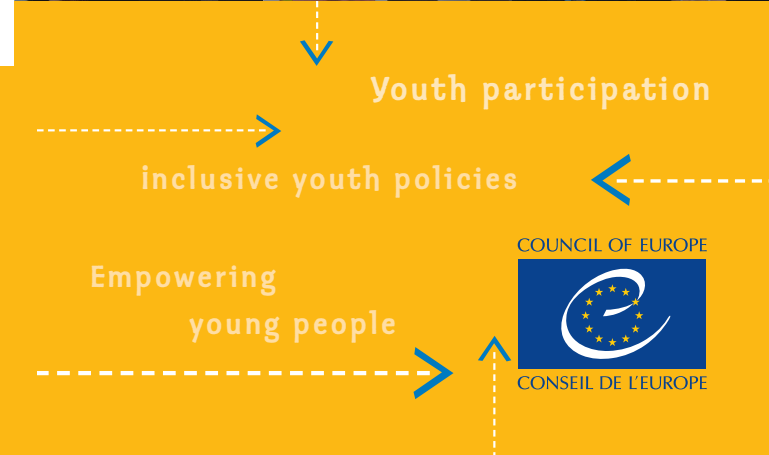 Youth participation
inclusive youth policies
COUNCIL OF EUROPE
Empowering
young people
CONSEIL DE L'EUROPE